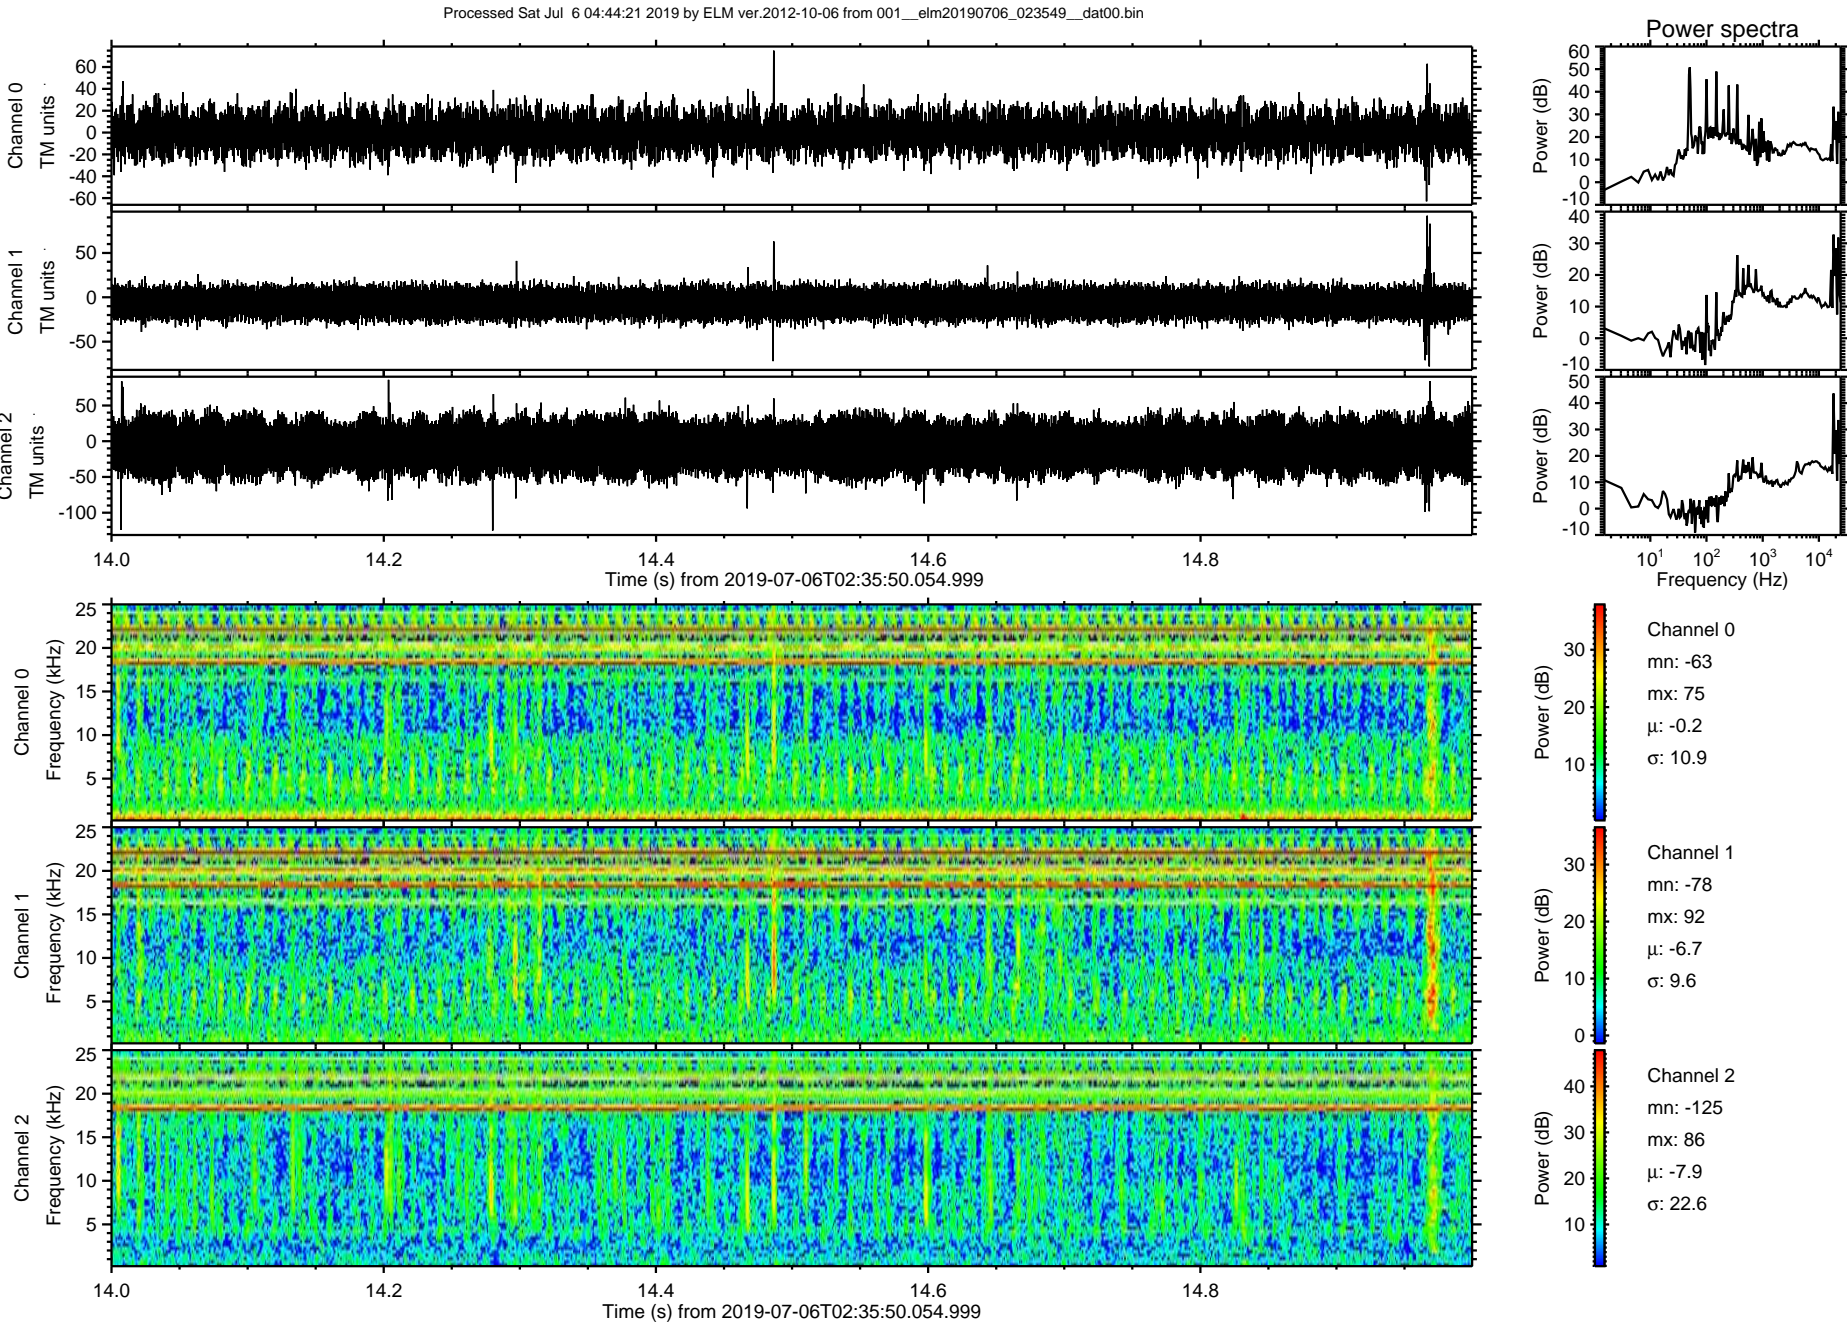 Processed Sat Jul 6 04:44:21 2019 by ELM ver.2012-10-06 from 001__elm20190706_023549__dat00.bin
Power spectra
Channel 0
TM units
60
40
20
0
-20
-40
-60
Power (dB)
60
50
40
30
20
10
0
-10
Channel 1
TM units
50
0
-50
Power (dB)
40
30
20
10
0
-10
Channel 2
TM units
50
0
-50
-100
Power (dB)
50
40
30
20
10
0
-10
14.0 14.2 14.4 14.6 14.8
Time (s) from 2019-07-06T02:35:50.054.999
10^1 10^2 10^3 10^4
Frequency (Hz)
Channel 0
Frequency (kHz)
25
20
15
10
5
Power (dB)
30
20
10
Channel 0
mn: -63
mx: 75
μ: -0.2
σ: 10.9
Channel 1
Frequency (kHz)
25
20
15
10
5
Power (dB)
30
20
10
0
Channel 1
mn: -78
mx: 92
μ: -6.7
σ: 9.6
Channel 2
Frequency (kHz)
25
20
15
10
5
Power (dB)
40
30
20
10
Channel 2
mn: -125
mx: 86
μ: -7.9
σ: 22.6
14.0 14.2 14.4 14.6 14.8
Time (s) from 2019-07-06T02:35:50.054.999